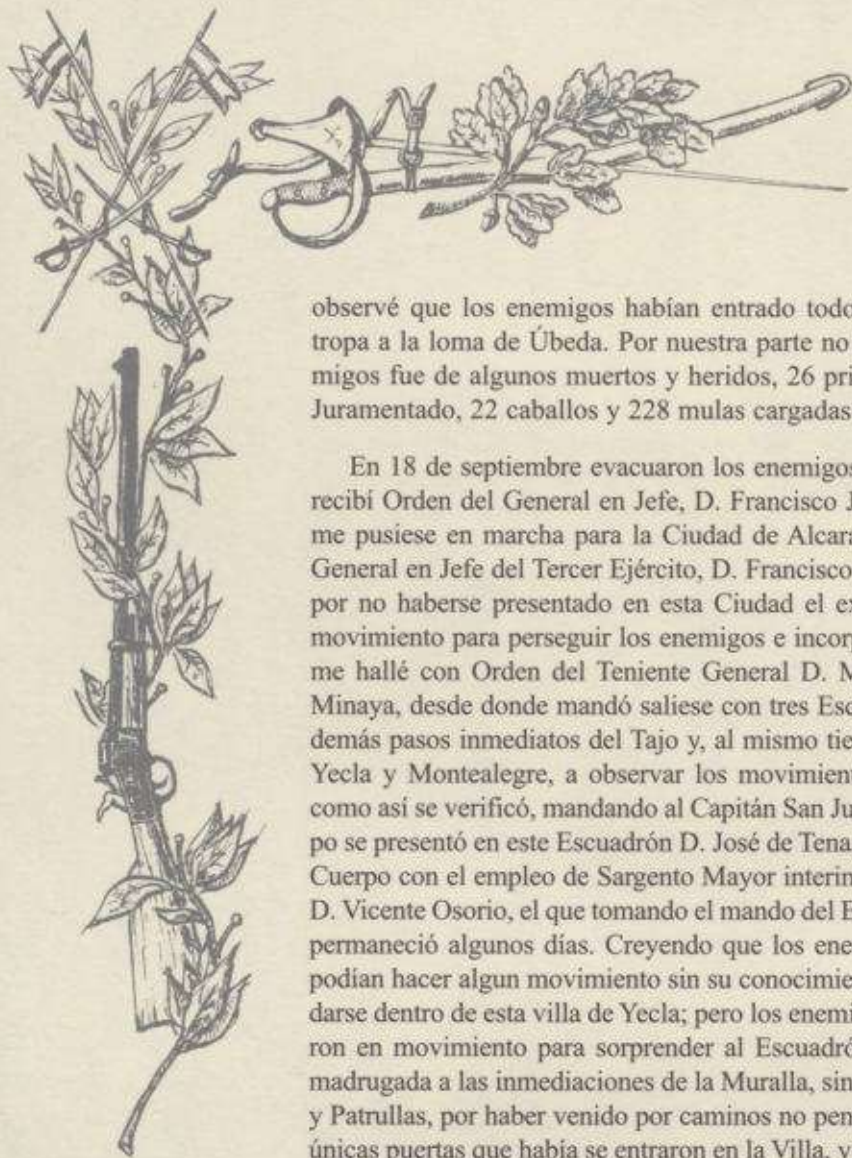 observé que los enemigos habían entrado todo
tropa a la loma de Úbeda. Por nuestra parte no
migos fue de algunos muertos y heridos, 26 pri
Juramentado, 22 caballos y 228 mulas cargadas
En 18 de septiembre evacuaron los enemigos
recibí Orden del General en Jefe, D. Francisco J
me pusiese en marcha para la Ciudad de Alcara
General en Jefe del Tercer Ejército, D. Francisco
por no haberse presentado en esta Ciudad el ex
movimiento para perseguir los enemigos e incorp
me hallé con Orden del Teniente General D. M
Minaya, desde donde mandó saliese con tres Esc
demás pasos inmediatos del Tajo y, al mismo tie
Yecla y Montealegre, a observar los movimient
como así se verificó, mandando al Capitán San Ju
po se presentó en este Escuadrón D. José de Tena
Cuerpo con el empleo de Sargento Mayor interin
D. Vicente Osorio, el que tomando el mando del E
permaneció algunos días. Creyendo que los ene
podían hacer algun movimiento sin su conocimie
darse dentro de esta villa de Yecla; pero los enemi
ron en movimiento para sorprender al Escuadró
madrugada a las inmediaciones de la Muralla, sin
y Patrullas, por haber venido por caminos no pen
únicas puertas que había se entraron en la Villa, y